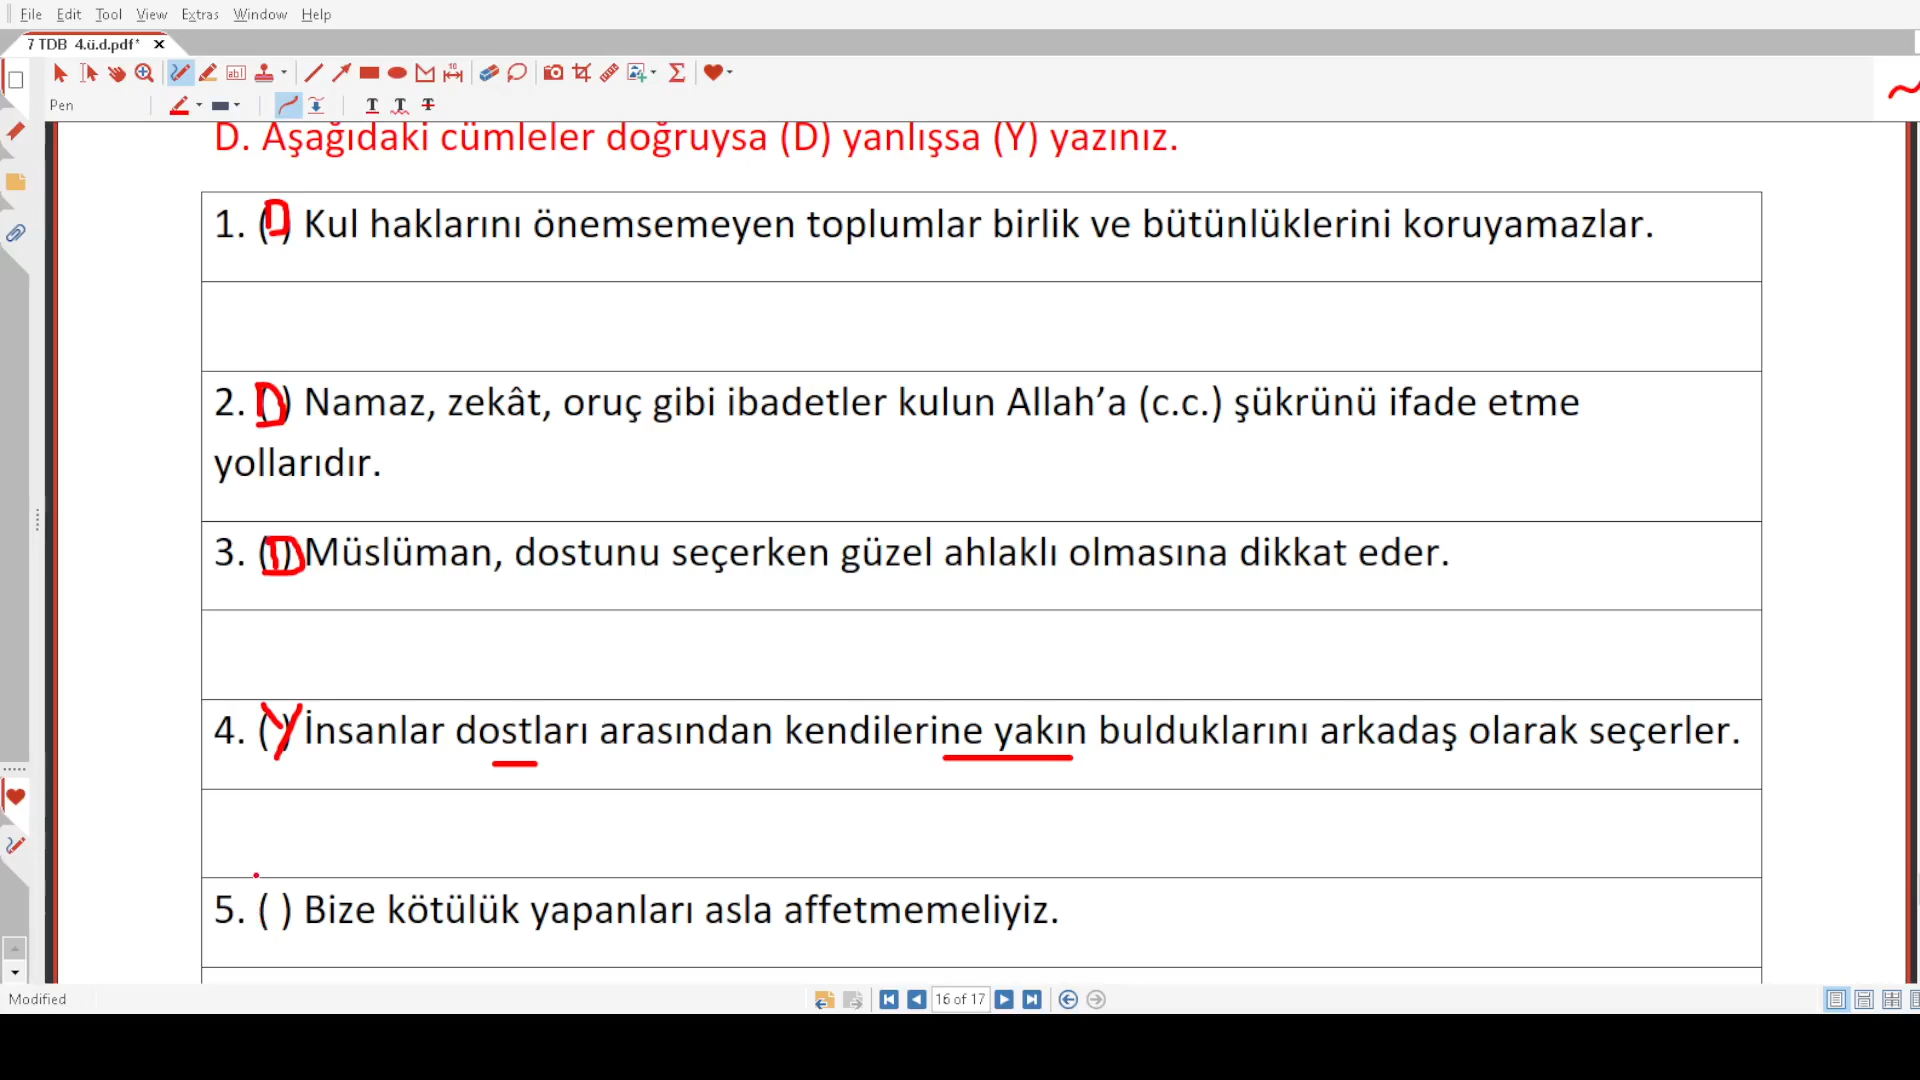 File Edit Tool View Extras Window Help
7 TDB 4.ü.d.pdf*
Pen
D. Aşağıdaki cümleler doğruysa (D) yanlışsa (Y) yazınız.
1. (D) Kul haklarını önemsemeyen toplumlar birlik ve bütünlüklerini koruyamazlar.
2. (D) Namaz, zekât, oruç gibi ibadetler kulun Allah’a (c.c.) şükrünü ifade etme
yollarıdır.
3. (D) Müslüman, dostunu seçerken güzel ahlaklı olmasına dikkat eder.
4. (Y) İnsanlar dostları arasından kendilerine yakın bulduklarını arkadaş olarak seçerler.
5. ( ) Bize kötülük yapanları asla affetmemeliyiz.
Modified
16 of 17